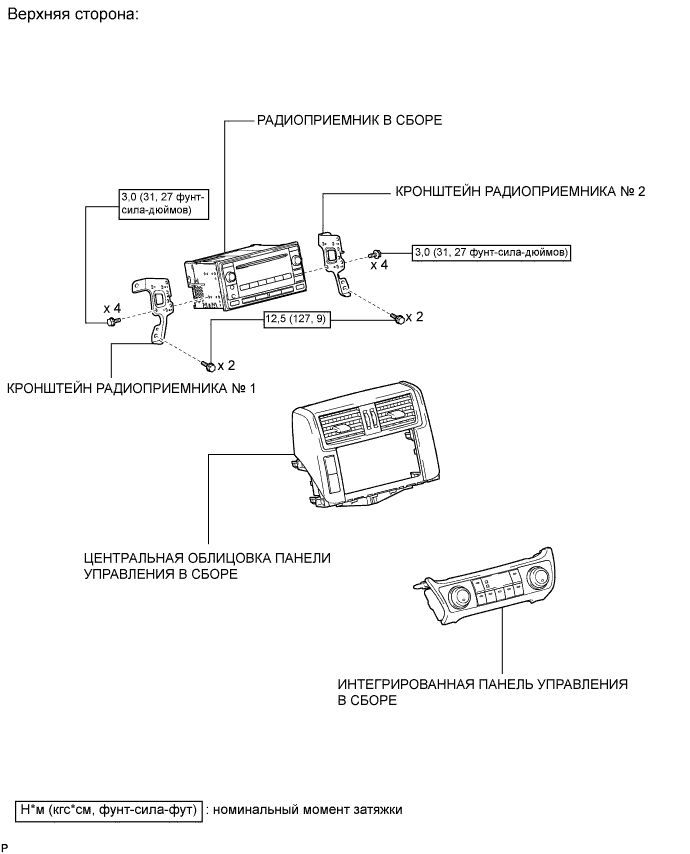 Верхняя сторона:
РАДИОПРИЕМНИК В СБОРЕ
КРОНШТЕЙН РАДИОПРИЕМНИКА № 2
3,0 (31, 27 фунт-
сила-дюймов)
3,0 (31, 27 фунт-сила-дюймов)
x 4
x 4
12,5 (127, 9)
x 2
x 2
КРОНШТЕЙН РАДИОПРИЕМНИКА № 1
ЦЕНТРАЛЬНАЯ ОБЛИЦОВКА ПАНЕЛИ
УПРАВЛЕНИЯ В СБОРЕ
ИНТЕГРИРОВАННАЯ ПАНЕЛЬ УПРАВЛЕНИЯ
В СБОРЕ
Н*м (кгс*см, фунт-сила-фут) : номинальный момент затяжки
P